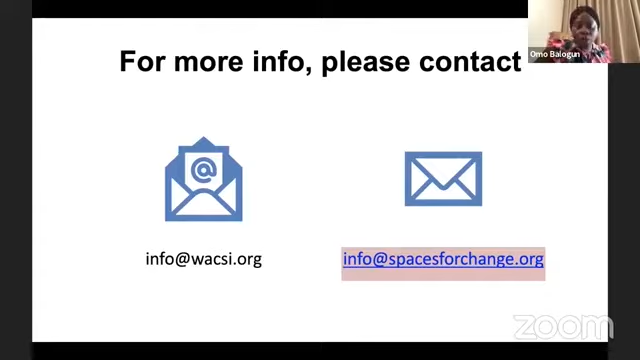 For more info, please contact
Omo Balogun
@
info@wacsi.org
info@spacesforchange.org
zoom